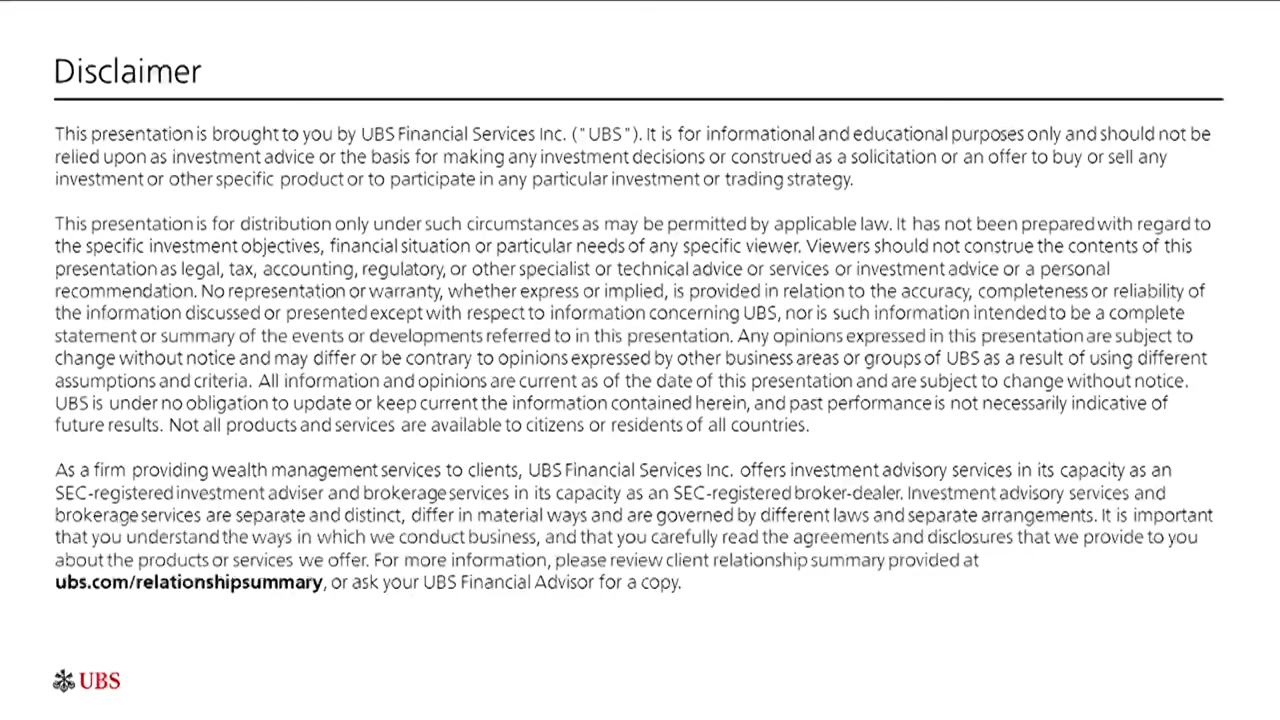 Disclaimer
This presentation is brought to you by UBS Financial Services Inc. ("UBS"). It is for informational and educational purposes only and should not be
relied upon as investment advice or the basis for making any investment decisions or construed as a solicitation or an offer to buy or sell any
investment or other specific product or to participate in any particular investment or trading strategy.
This presentation is for distribution only under such circumstances as may be permitted by applicable law. It has not been prepared with regard to
the specific investment objectives, financial situation or particular needs of any specific viewer. Viewers should not construe the contents of this
presentation as legal, tax, accounting, regulatory, or other specialist or technical advice or services or investment advice or a personal
recommendation. No representation or warranty, whether express or implied, is provided in relation to the accuracy, completeness or reliability of
the information discussed or presented except with respect to information concerning UBS, nor is such information intended to be a complete
statement or summary of the events or developments referred to in this presentation. Any opinions expressed in this presentation are subject to
change without notice and may differ or be contrary to opinions expressed by other business areas or groups of UBS as a result of using different
assumptions and criteria. All information and opinions are current as of the date of this presentation and are subject to change without notice.
UBS is under no obligation to update or keep current the information contained herein, and past performance is not necessarily indicative of
future results. Not all products and services are available to citizens or residents of all countries.
As a firm providing wealth management services to clients, UBS Financial Services Inc. offers investment advisory services in its capacity as an
SEC-registered investment adviser and brokerage services in its capacity as an SEC-registered broker-dealer. Investment advisory services and
brokerage services are separate and distinct, differ in material ways and are governed by different laws and separate arrangements. It is important
that you understand the ways in which we conduct business, and that you carefully read the agreements and disclosures that we provide to you
about the products or services we offer. For more information, please review client relationship summary provided at
ubs.com/relationshipsummary, or ask your UBS Financial Advisor for a copy.
UBS